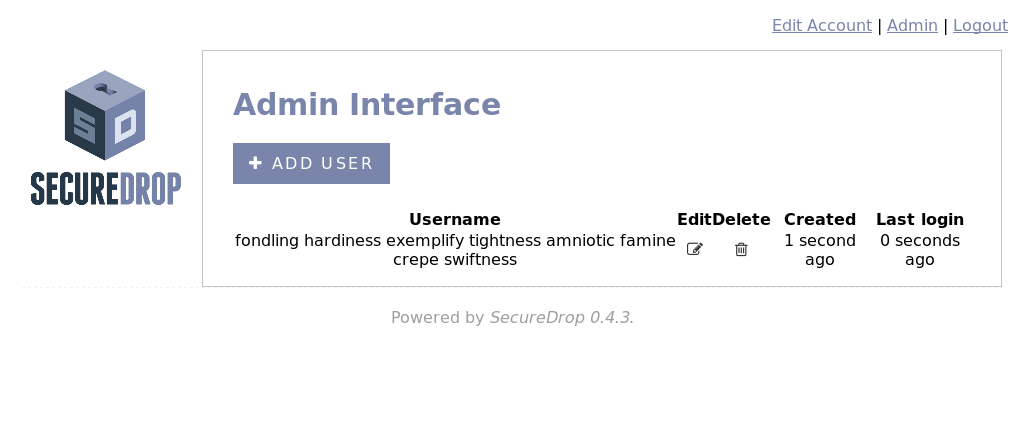 Edit Account | Admin | Logout
SD
SECUREDROP
Admin Interface
+ ADD USER
Username Edit Delete Created Last login
fondling hardiness exemplify tightness amniotic famine 1 second 0 seconds
crepe swiftness ago ago
Powered by SecureDrop 0.4.3.